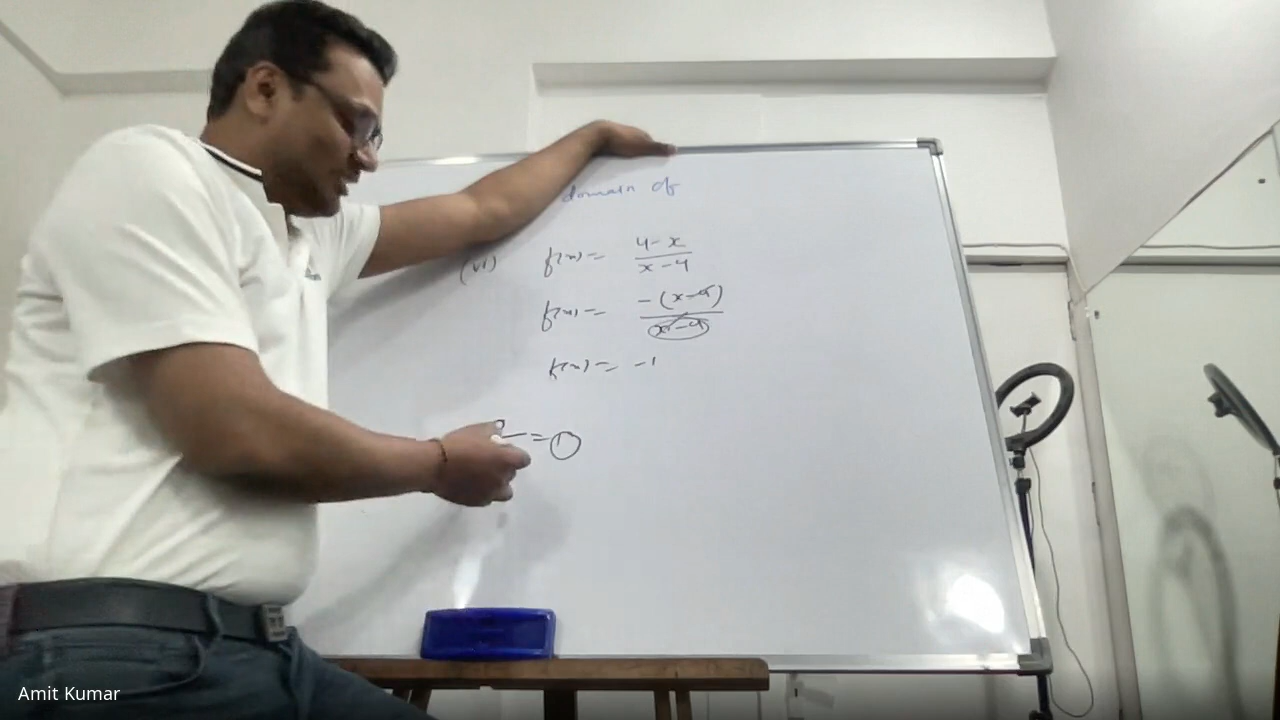 domain of
(vi) f(x) = 4-x / x-4
f(x) = -(x-4) / x-4
f(x) = -1
= 1
Amit Kumar